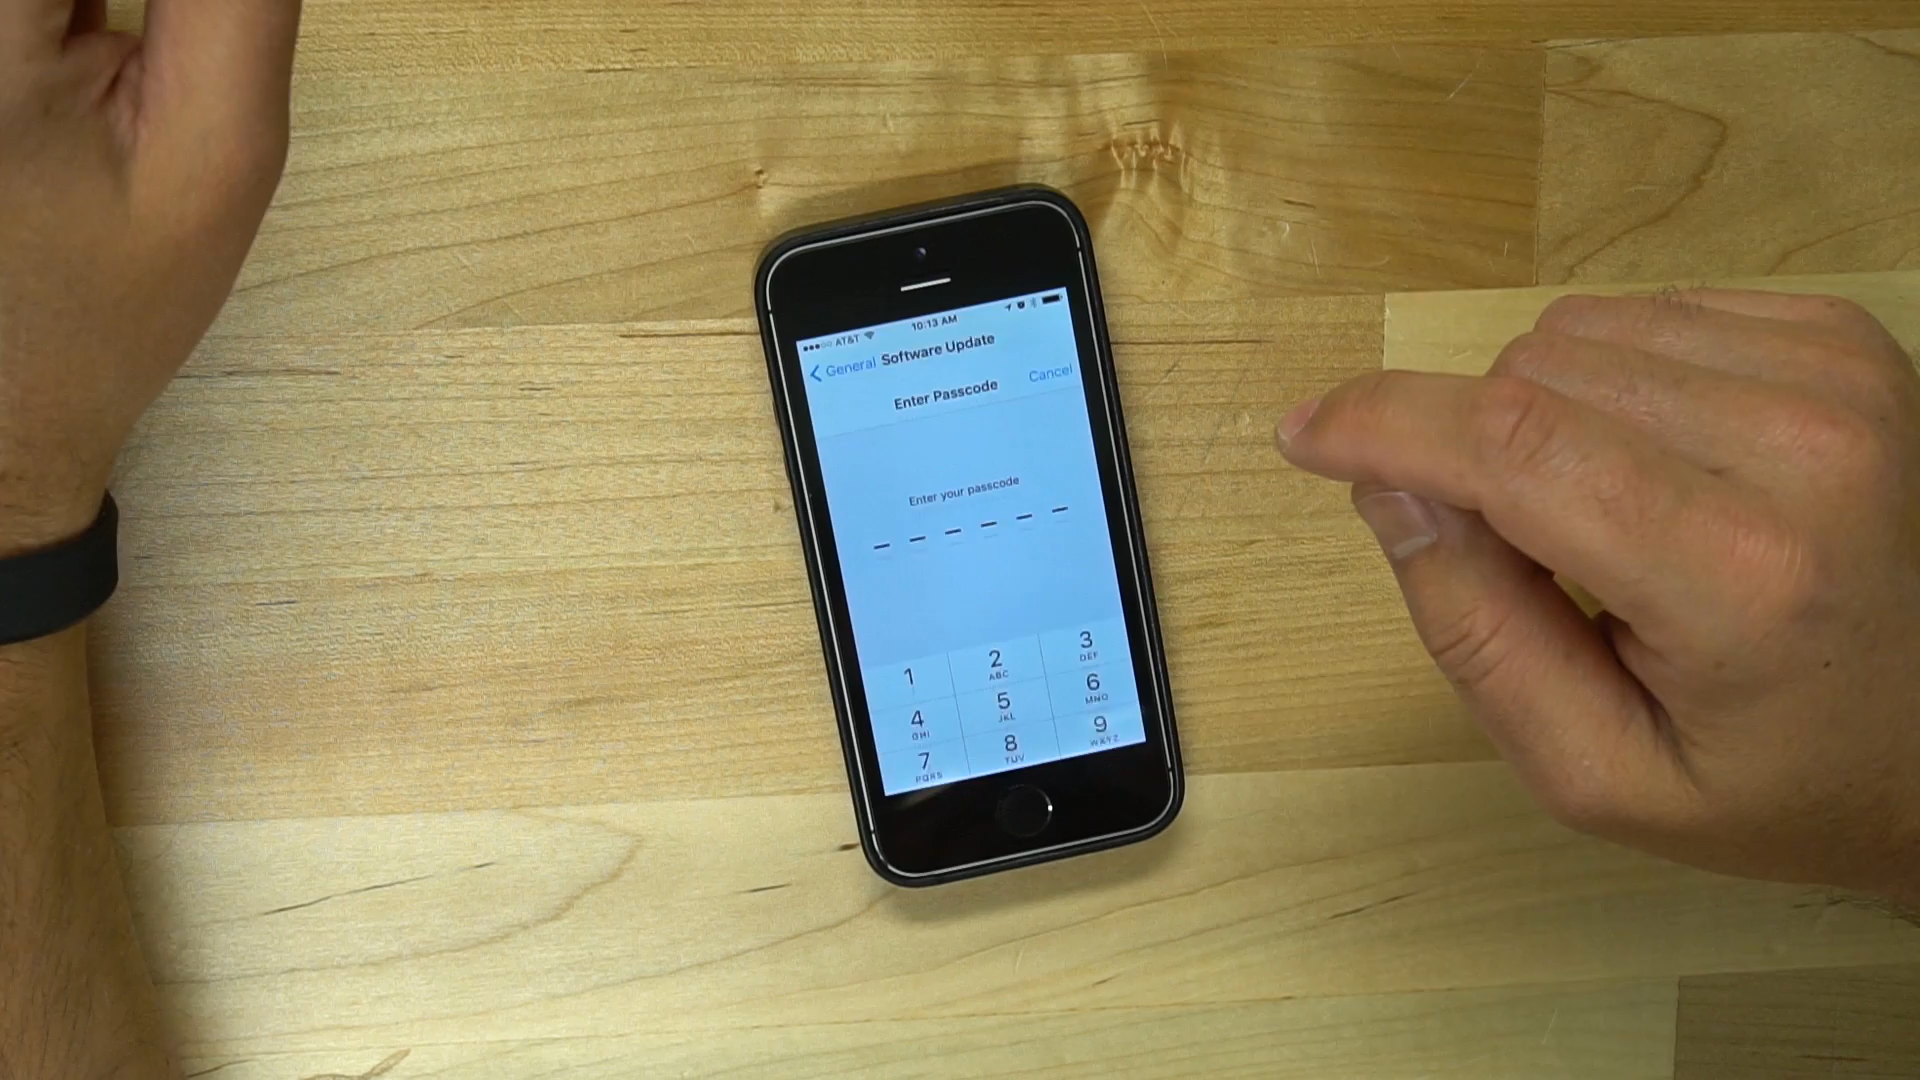 AT&T 10:13 AM
General Software Update
Enter Passcode Cancel
Enter your passcode
1 2 3
ABC DEF
4 5 6
GHI JKL MNO
7 8 9
PQRS TUV WXYZ